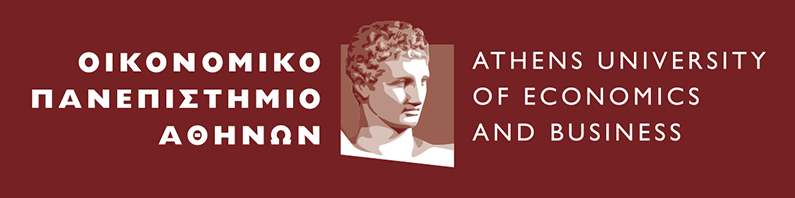 ΟΙΚΟΝΟΜΙΚΟ
ΠΑΝΕΠΙΣΤΗΜΙΟ
ΑΘΗΝΩΝ
ATHENS UNIVERSITY
OF ECONOMICS
AND BUSINESS